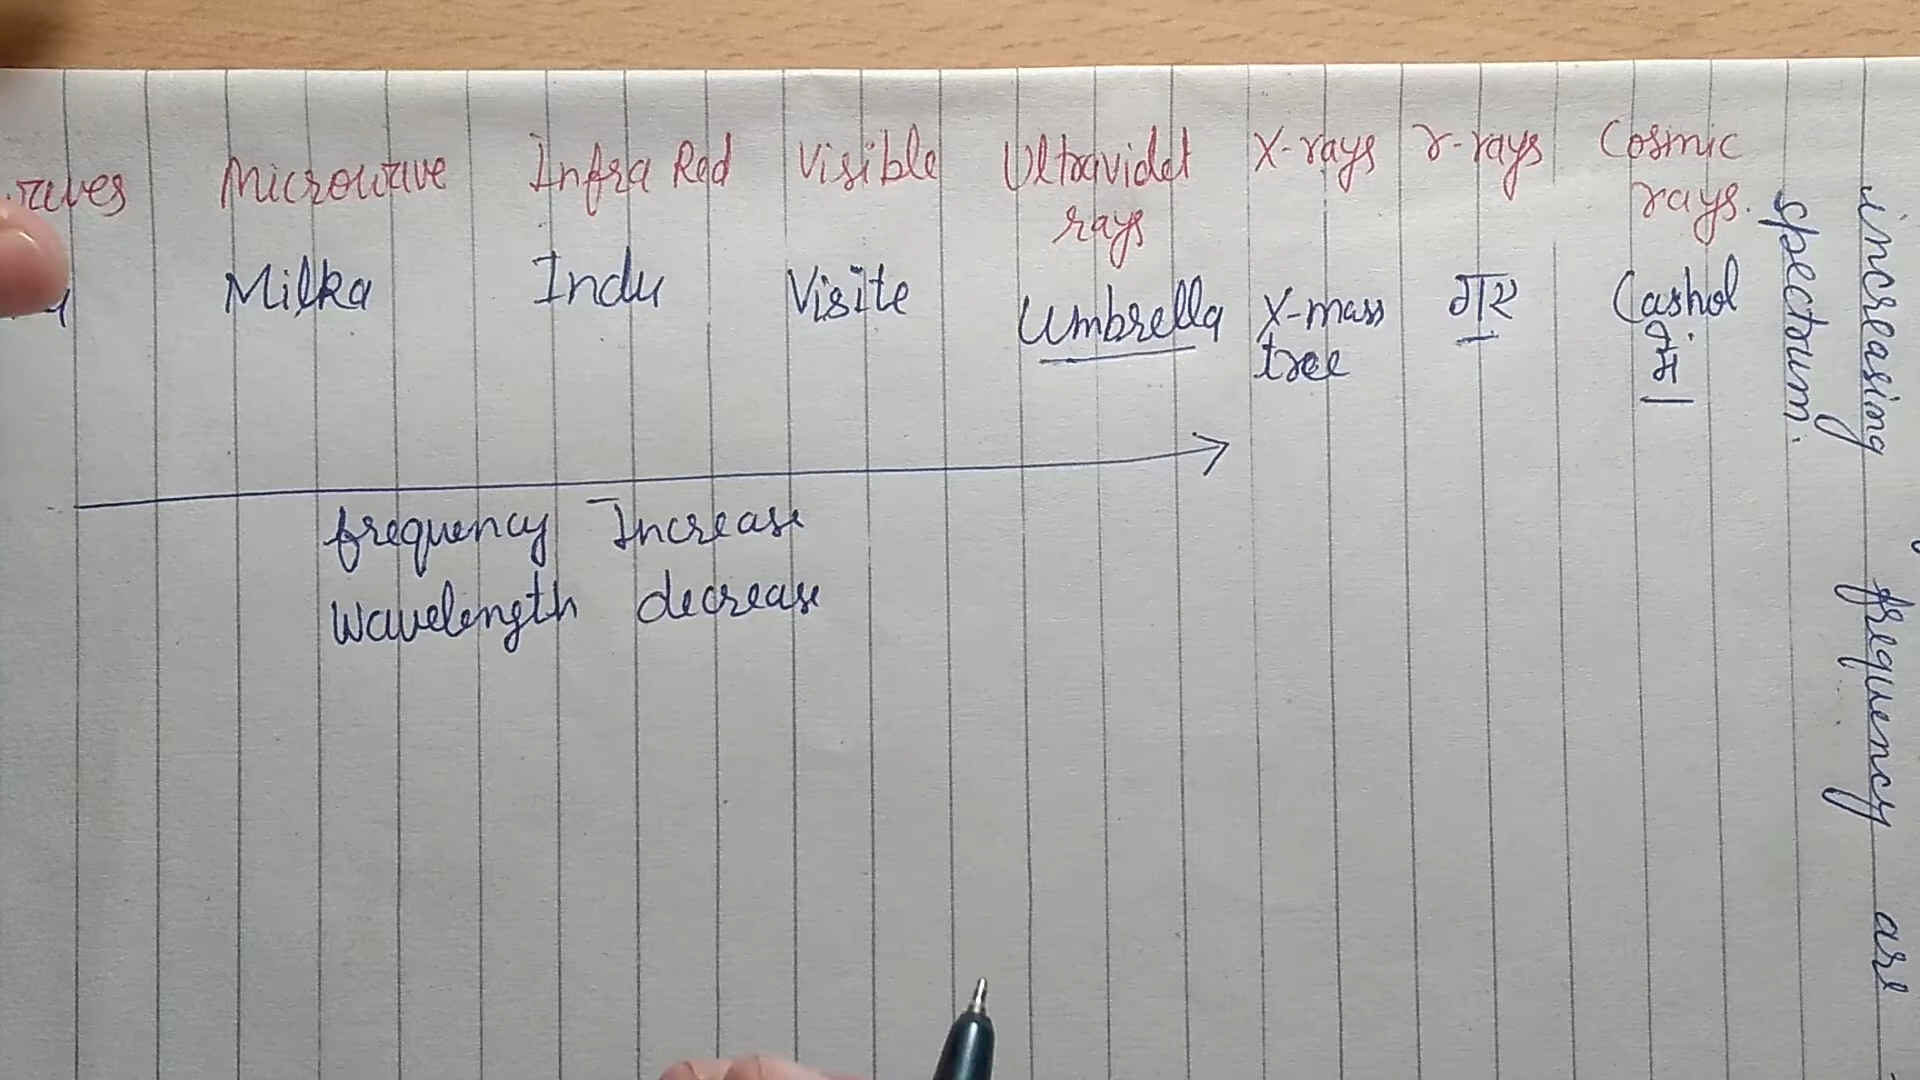 Microwave Infra Red Visible Ultraviolet X-rays γ-rays Cosmic
rays rays.
Milka Indu Visite Umbrella X-mass गार Cashol
tree में
frequency Increase
Wavelength decrease
increasing frequency are
spectrum.